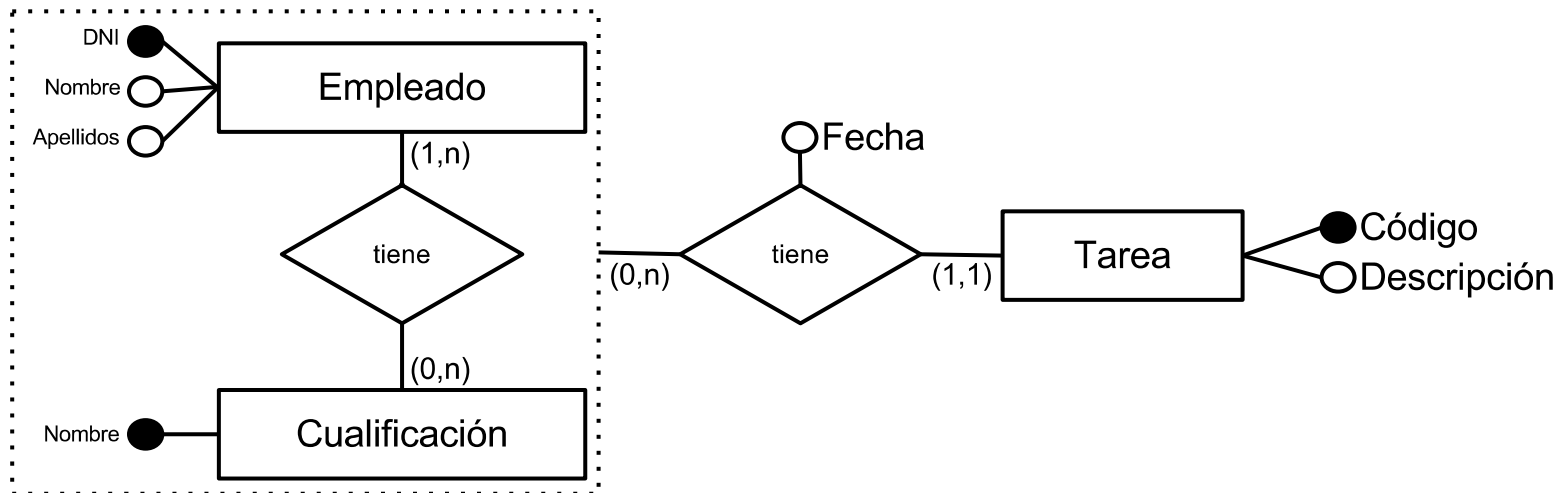 DNI
Nombre
Apellidos
Empleado
(1,n)
tiene
(0,n)
Nombre
Cualificación
(0,n)
Fecha
tiene
(1,1)
Tarea
Código
Descripción